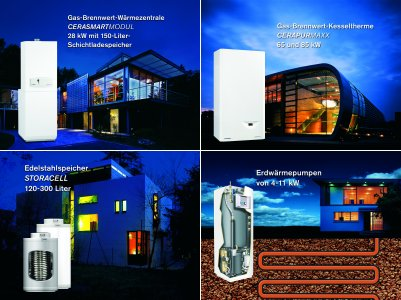 Gas-Brennwert-Wärmezentrale
CERASMARTMODUL
28 kW mit 150-Liter-
Schichtladespeicher
Gas-Brennwert-Kesseltherme
CERAPURMAXX
65 und 85 kW
Edelstahlspeicher
STORACELL
120-300 Liter
Erdwärmepumpen
von 4-11 kW